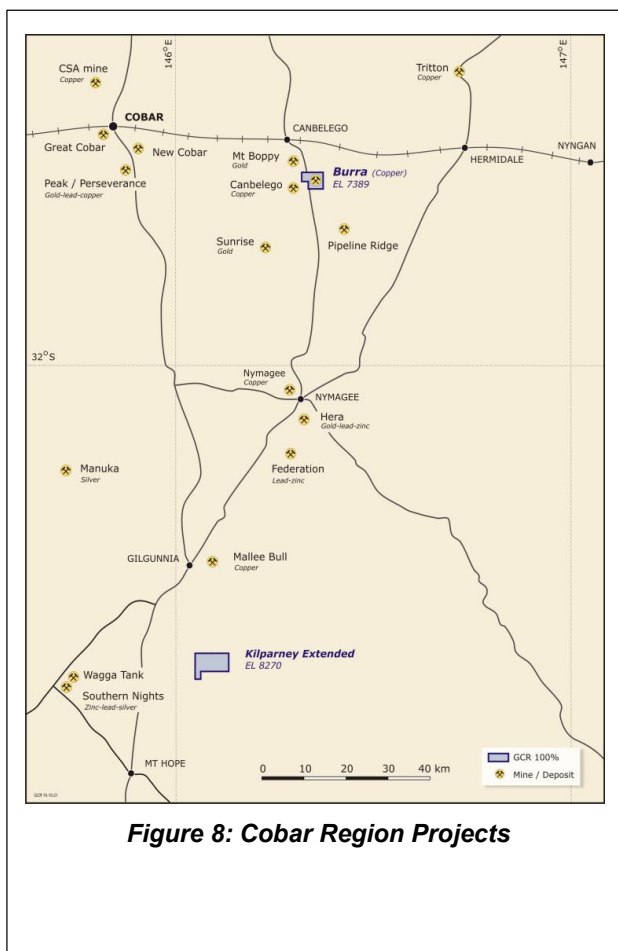 146°E
147°E
CSA mine
Copper
Tritton
Copper
COBAR
CANBELEGO
Great Cobar
New Cobar
HERMIDALE
NYNGAN
Mt Boppy
Gold
Burra (Copper)
EL 7389
Peak / Perseverance
Gold-lead-copper
Canbelego
Copper
Sunrise
Gold
Pipeline Ridge
32°S
Nymagee
Copper
NYMAGEE
Hera
Gold-lead-zinc
Manuka
Silver
Federation
Lead-zinc
GILGUNNIA
Mallee Bull
Copper
Kilparney Extended
EL 8270
Wagga Tank
Southern Nights
Zinc-lead-silver
MT HOPE
0 10 20 30 40 km
GCR 100%
Mine / Deposit
Figure 8: Cobar Region Projects